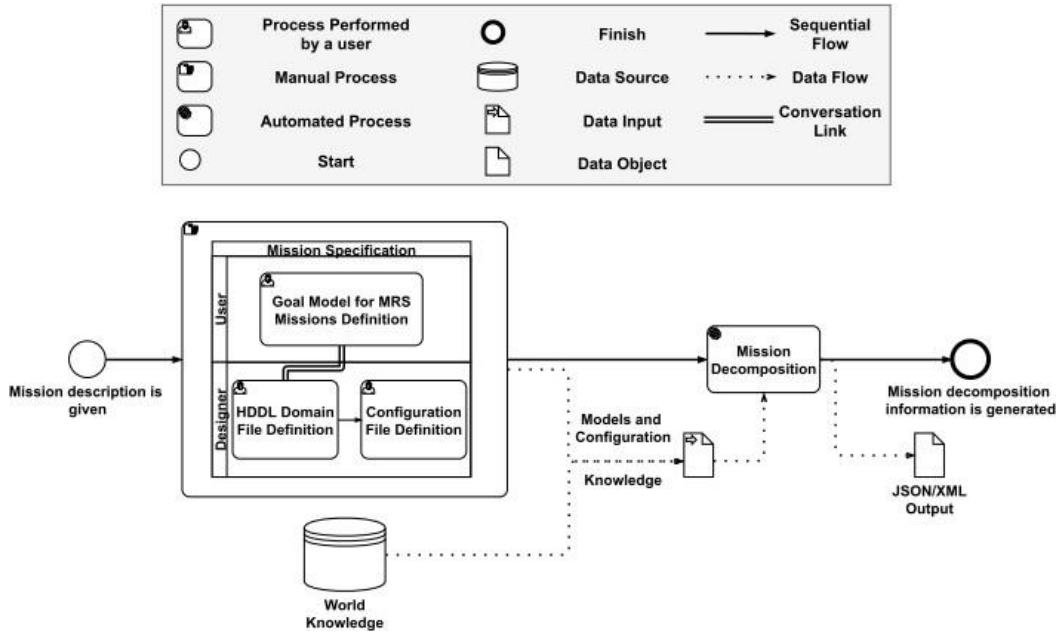 Process Performed
by a user
Finish
Sequential
Flow
Manual Process
Data Source
Data Flow
Automated Process
Data Input
Conversation
Link
Start
Data Object
Mission Specification
User
Goal Model for MRS
Missions Definition
Designer
HDDL Domain
File Definition
Configuration
File Definition
Mission description is
given
Mission
Decomposition
Mission decomposition
information is generated
Models and
Configuration
Knowledge
JSON/XML
Output
World
Knowledge